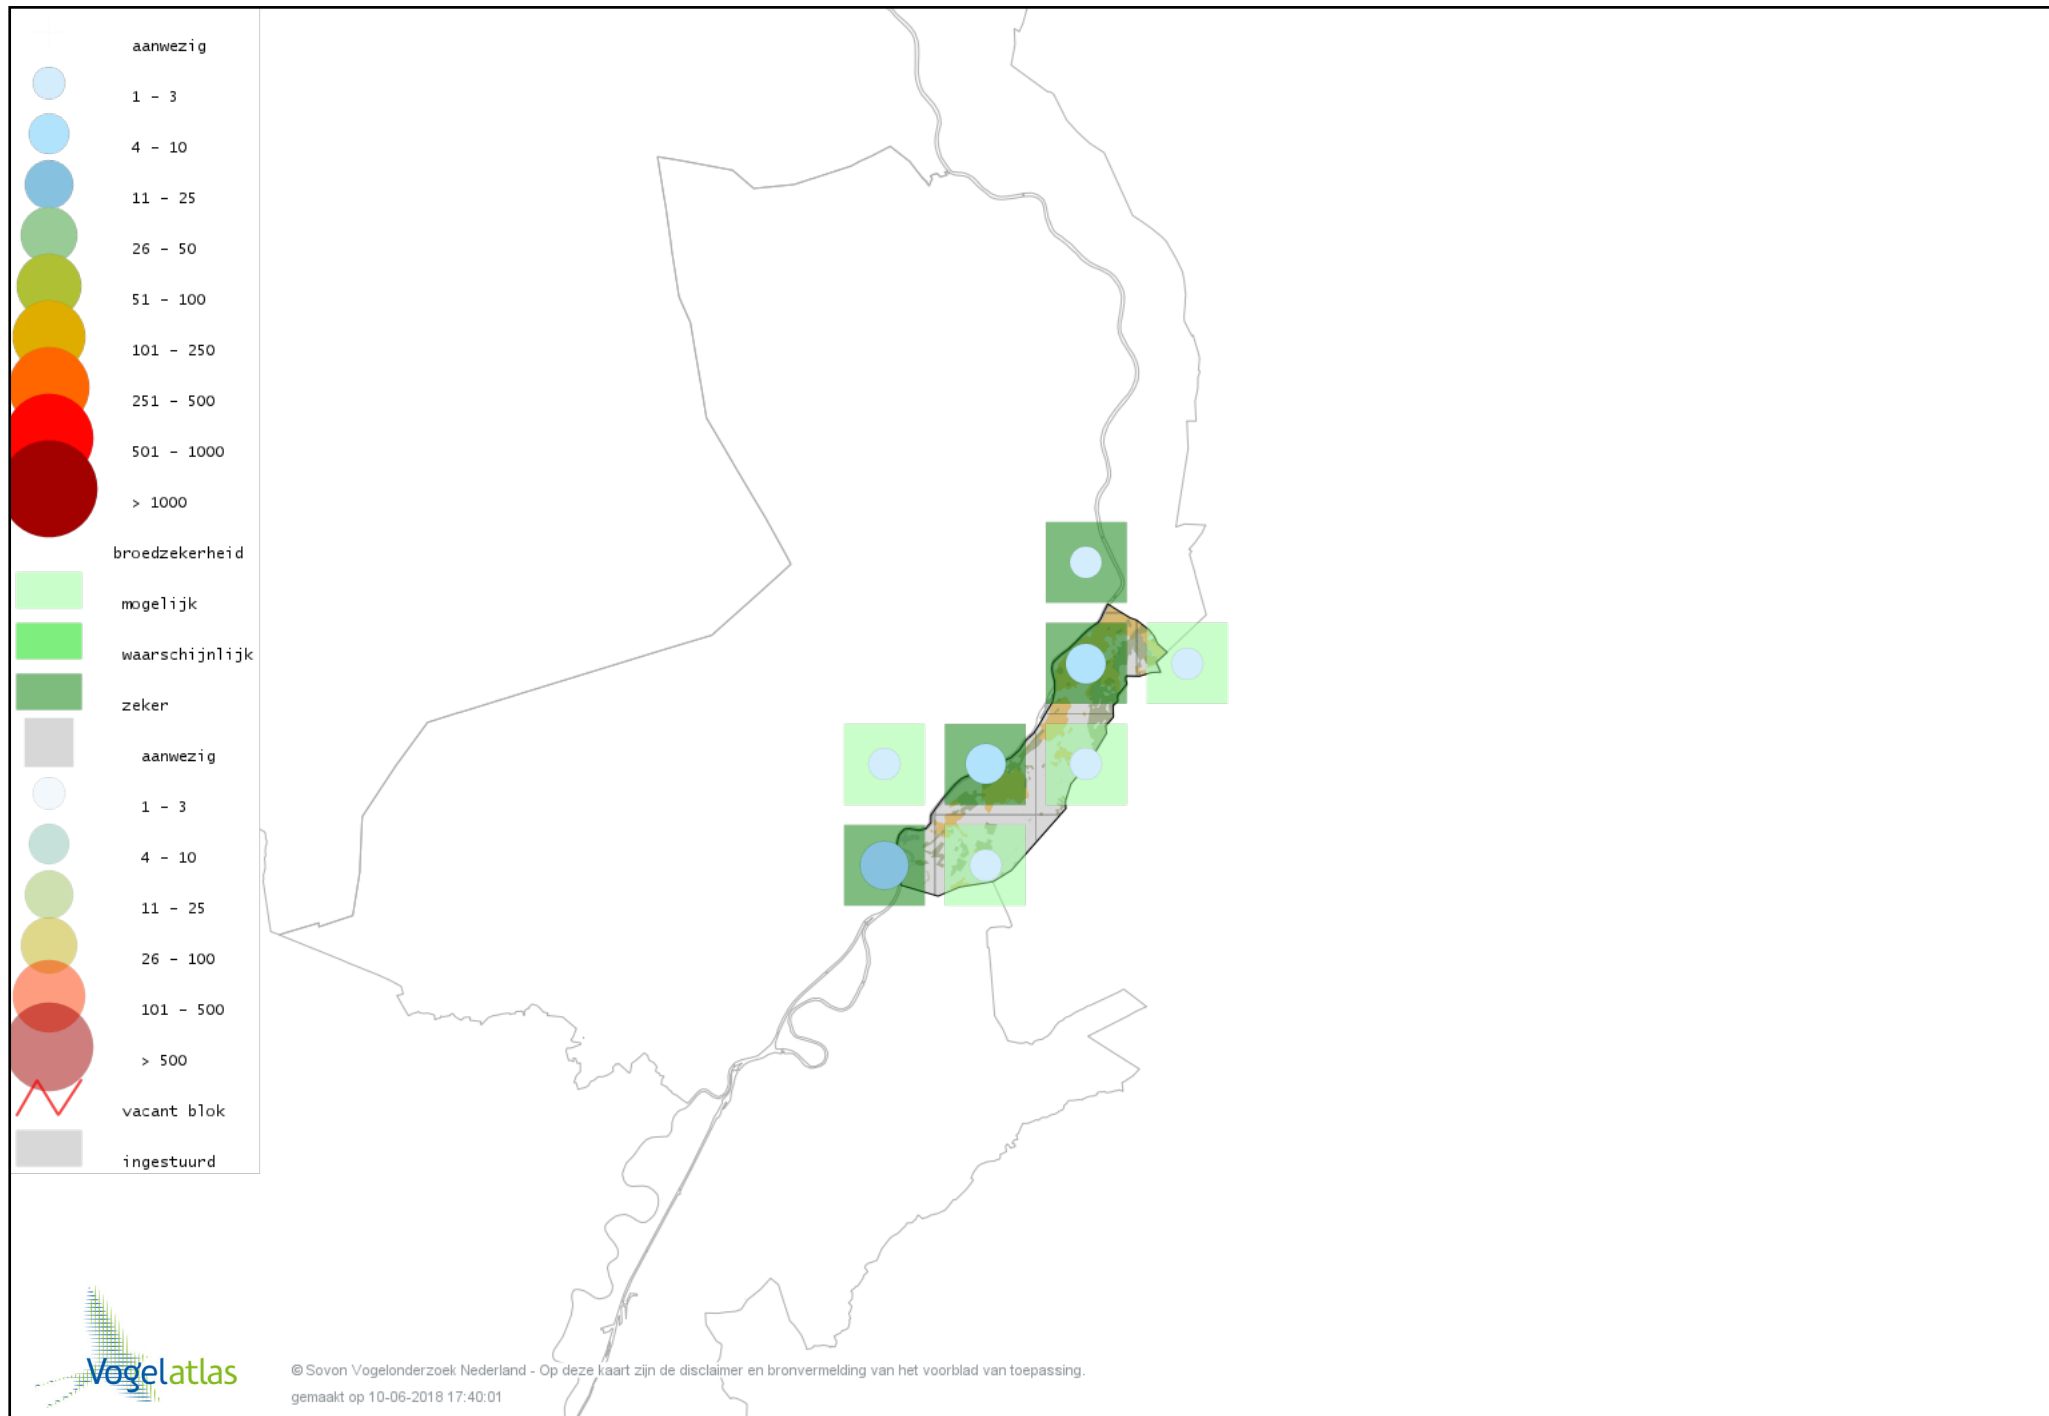 aanwezig
1 - 3
4 - 10
11 - 25
26 - 50
51 - 100
101 - 250
251 - 500
501 - 1000
> 1000
broedzekerheid
mogelijk
waarschijnlijk
zeker
aanwezig
1 - 3
4 - 10
11 - 25
26 - 100
101 - 500
> 500
vacant blok
ingestuurd
Vogelatlas
© Sovon Vogelonderzoek Nederland - Op deze kaart zijn de disclaimer en bronvermelding van het voorblad van toepassing.
gemaakt op 10-06-2018 17:40:01